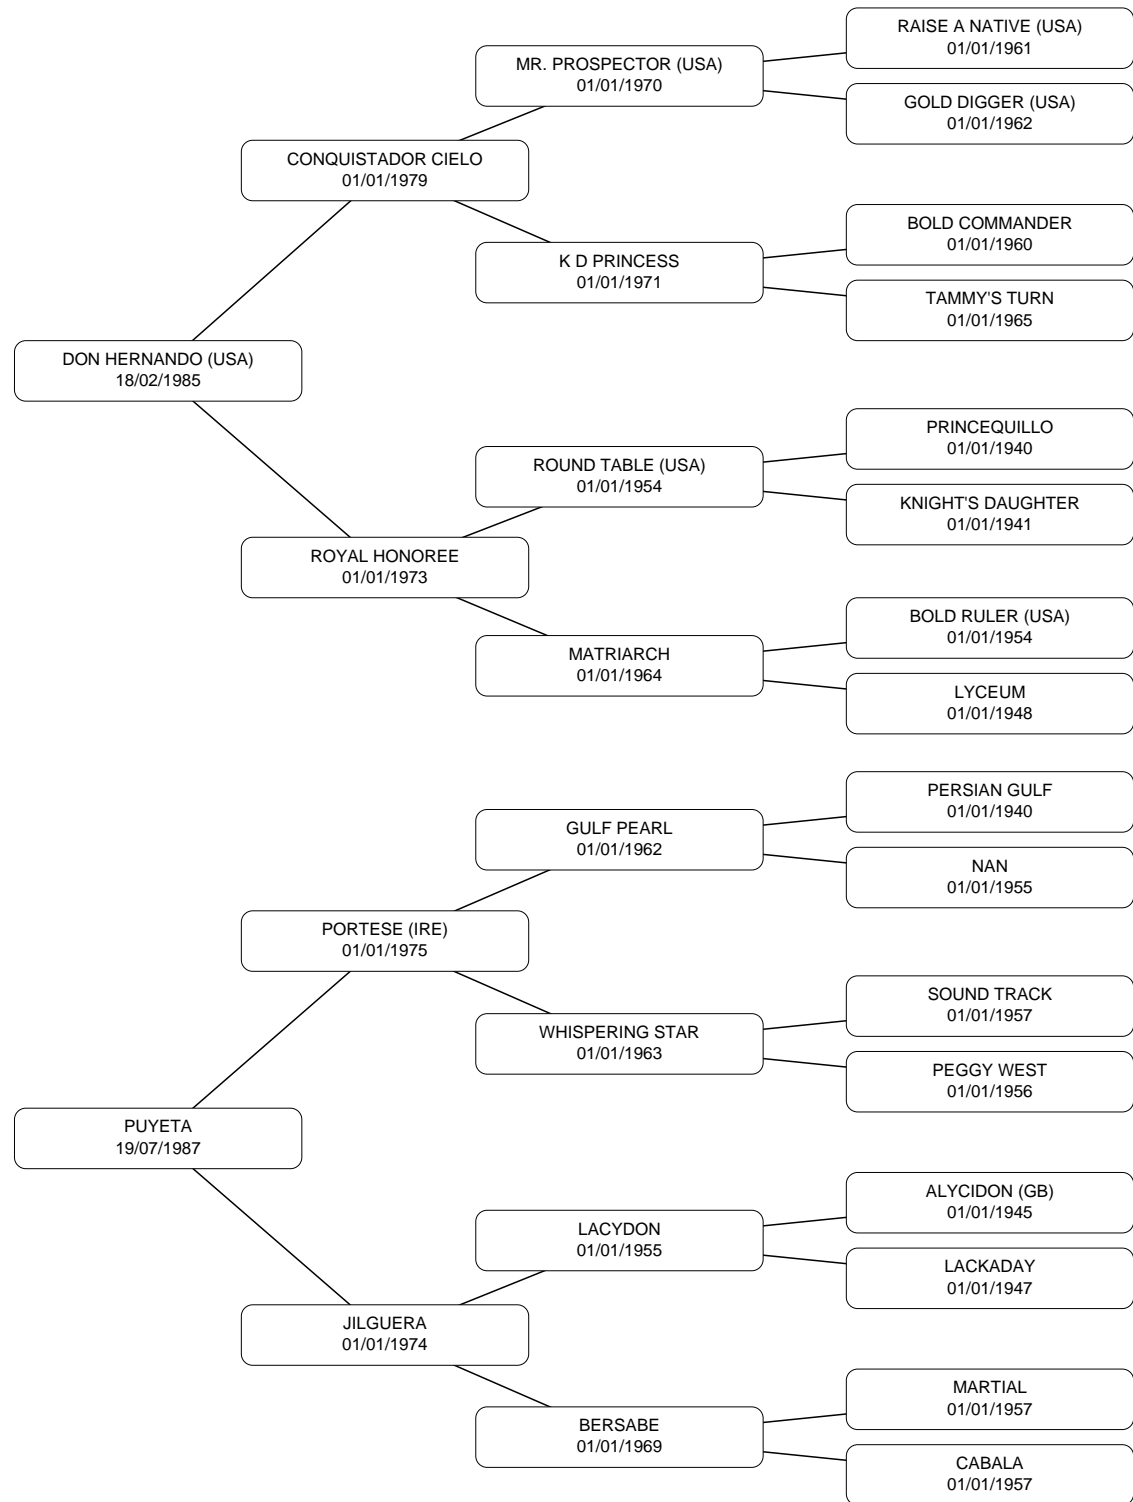 RAISE A NATIVE (USA)
01/01/1961
MR. PROSPECTOR (USA)
01/01/1970
GOLD DIGGER (USA)
01/01/1962
CONQUISTADOR CIELO
01/01/1979
BOLD COMMANDER
01/01/1960
K D PRINCESS
01/01/1971
TAMMY'S TURN
01/01/1965
DON HERNANDO (USA)
18/02/1985
PRINCEQUILLO
01/01/1940
ROUND TABLE (USA)
01/01/1954
KNIGHT'S DAUGHTER
01/01/1941
ROYAL HONOREE
01/01/1973
BOLD RULER (USA)
01/01/1954
MATRIARCH
01/01/1964
LYCEUM
01/01/1948
PERSIAN GULF
01/01/1940
GULF PEARL
01/01/1962
NAN
01/01/1955
PORTESE (IRE)
01/01/1975
SOUND TRACK
01/01/1957
WHISPERING STAR
01/01/1963
PEGGY WEST
01/01/1956
PUYETA
19/07/1987
ALYCIDON (GB)
01/01/1945
LACYDON
01/01/1955
LACKADAY
01/01/1947
JILGUERA
01/01/1974
MARTIAL
01/01/1957
BERSABE
01/01/1969
CABALA
01/01/1957